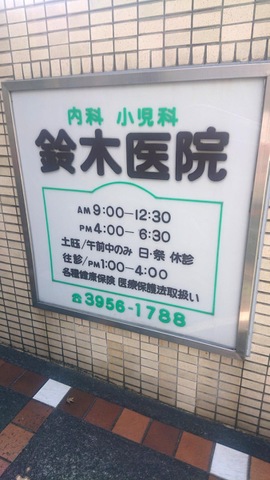 内科 小児科
鈴木医院
AM 9:00-12:30
PM 4:00- 6:30
土曜/午前中のみ 日・祭 休診
往診/PM1:00-4:00
各種健康保険 医療保護法取扱い
☎3956-1788